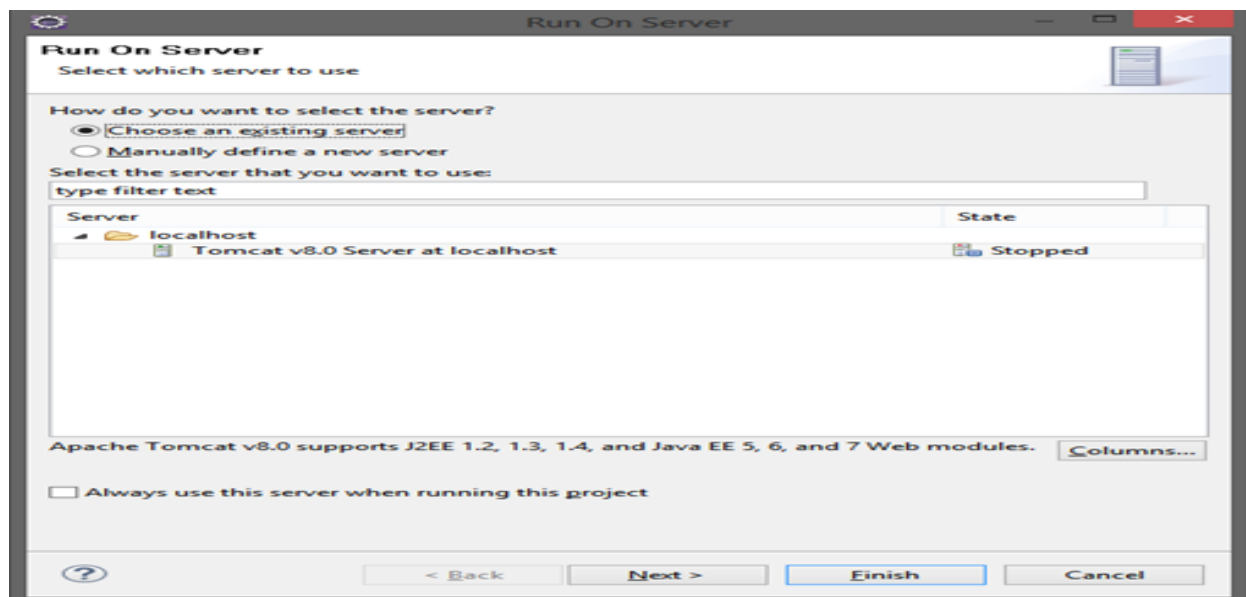 Run On Server
Run On Server
Select which server to use
How do you want to select the server?
Choose an existing server
Manually define a new server
Select the server that you want to use:
type filter text
Server State
localhost
Tomcat v8.0 Server at localhost Stopped
Apache Tomcat v8.0 supports J2EE 1.2, 1.3, 1.4, and Java EE 5, 6, and 7 Web modules.
Columns...
Always use this server when running this project
? < Back Next > Finish Cancel